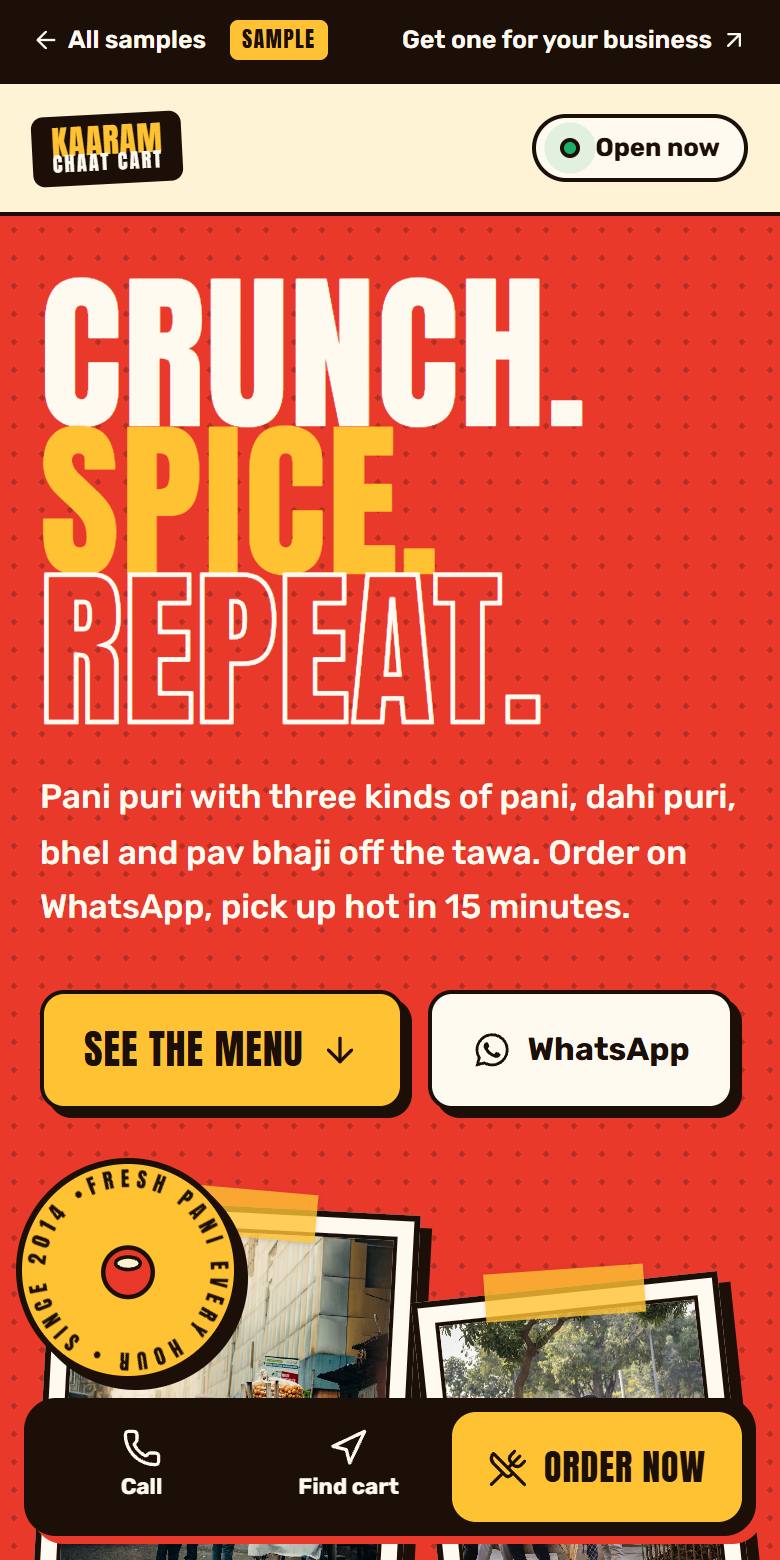 All samples
SAMPLE
Get one for your business
KAARAM
CHAAT CART
Open now
CRUNCH.
SPICE.
REPEAT.
Pani puri with three kinds of pani, dahi puri,
bhel and pav bhaji off the tawa. Order on
WhatsApp, pick up hot in 15 minutes.
SEE THE MENU
WhatsApp
FRESH PANI EVERY HOUR • SINCE 2014 •
Call
Find cart
ORDER NOW